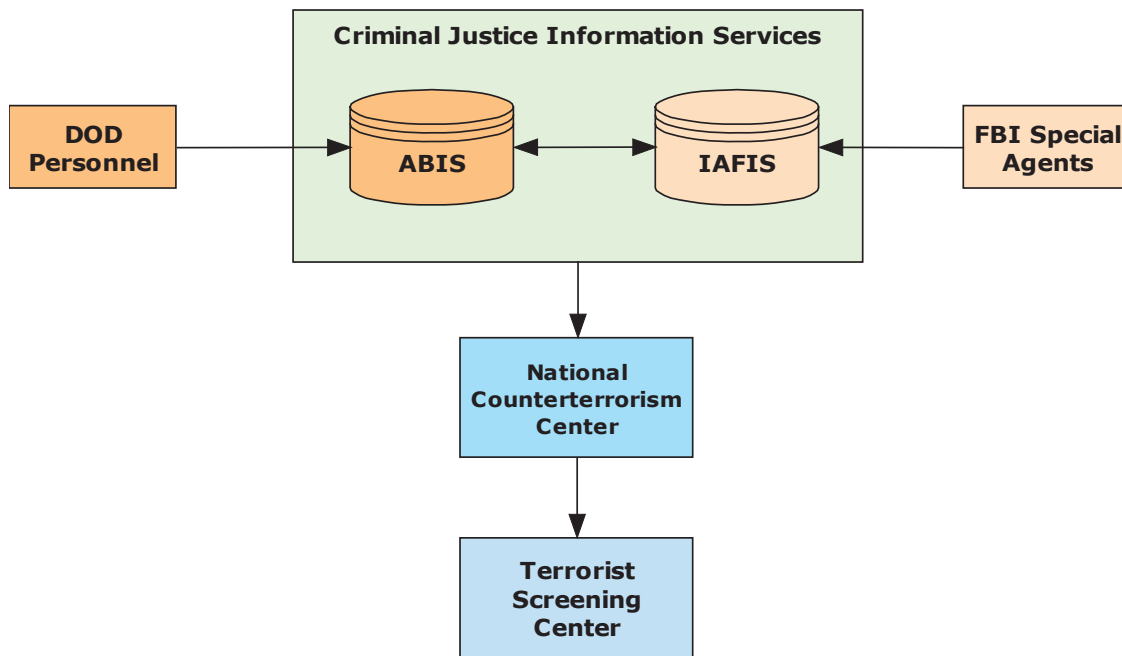 Criminal Justice Information Services
DOD
Personnel
ABIS
IAFIS
FBI Special
Agents
National
Counterterrorism
Center
Terrorist
Screening
Center